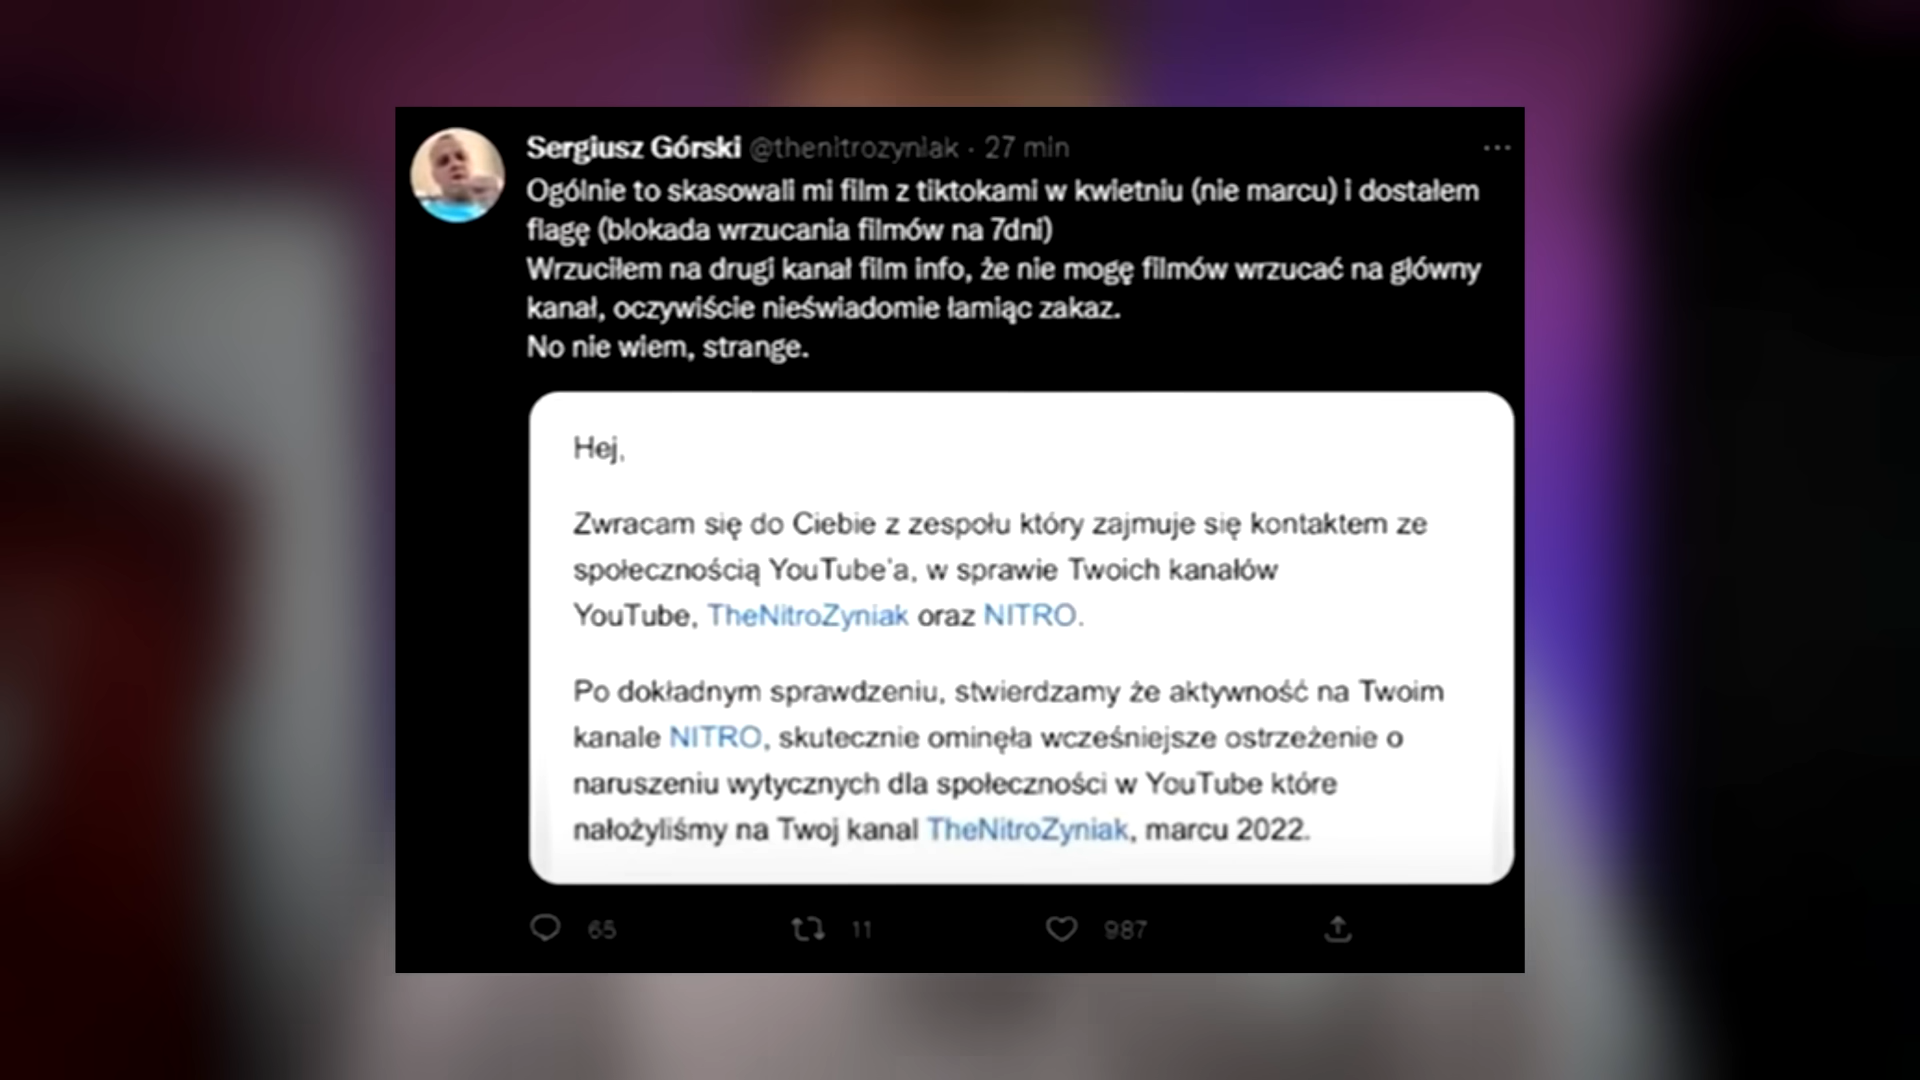 Sergiusz Górski @thenitrozyniak · 27 min
Ogólnie to skasowali mi film z tiktokami w kwietniu (nie marcu) i dostałem
flagę (blokada wrzucania filmów na 7dni)
Wrzuciłem na drugi kanał film info, że nie mogę filmów wrzucać na główny
kanał, oczywiście nieświadomie łamiąc zakaz.
No nie wiem, strange.
Hej,
Zwracam się do Ciebie z zespołu który zajmuje się kontaktem ze
społecznością YouTube'a, w sprawie Twoich kanałów
YouTube, TheNitroZyniak oraz NITRO.
Po dokładnym sprawdzeniu, stwierdzamy że aktywność na Twoim
kanale NITRO, skutecznie ominęła wcześniejsze ostrzeżenie o
naruszeniu wytycznych dla społeczności w YouTube które
nałożyliśmy na Twoj kanał TheNitroZyniak, marcu 2022.
65 11 987